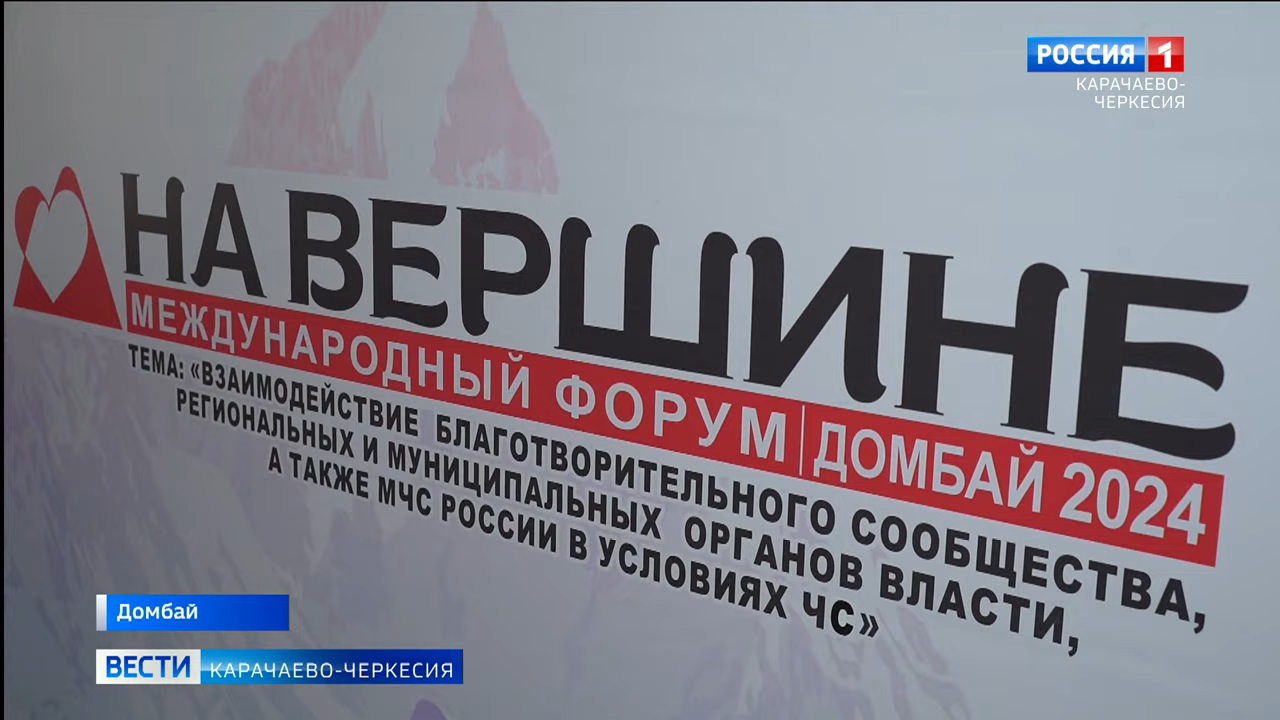 РОССИЯ 1
КАРАЧАЕВО-
ЧЕРКЕСИЯ
НА ВЕРШИНЕ
МЕЖДУНАРОДНЫЙ ФОРУМ | ДОМБАЙ 2024
ТЕМА: «ВЗАИМОДЕЙСТВИЕ БЛАГОТВОРИТЕЛЬНОГО СООБЩЕСТВА,
РЕГИОНАЛЬНЫХ И МУНИЦИПАЛЬНЫХ ОРГАНОВ ВЛАСТИ,
А ТАКЖЕ МЧС РОССИИ В УСЛОВИЯХ ЧС»
Домбай
ВЕСТИ КАРАЧАЕВО-ЧЕРКЕСИЯ